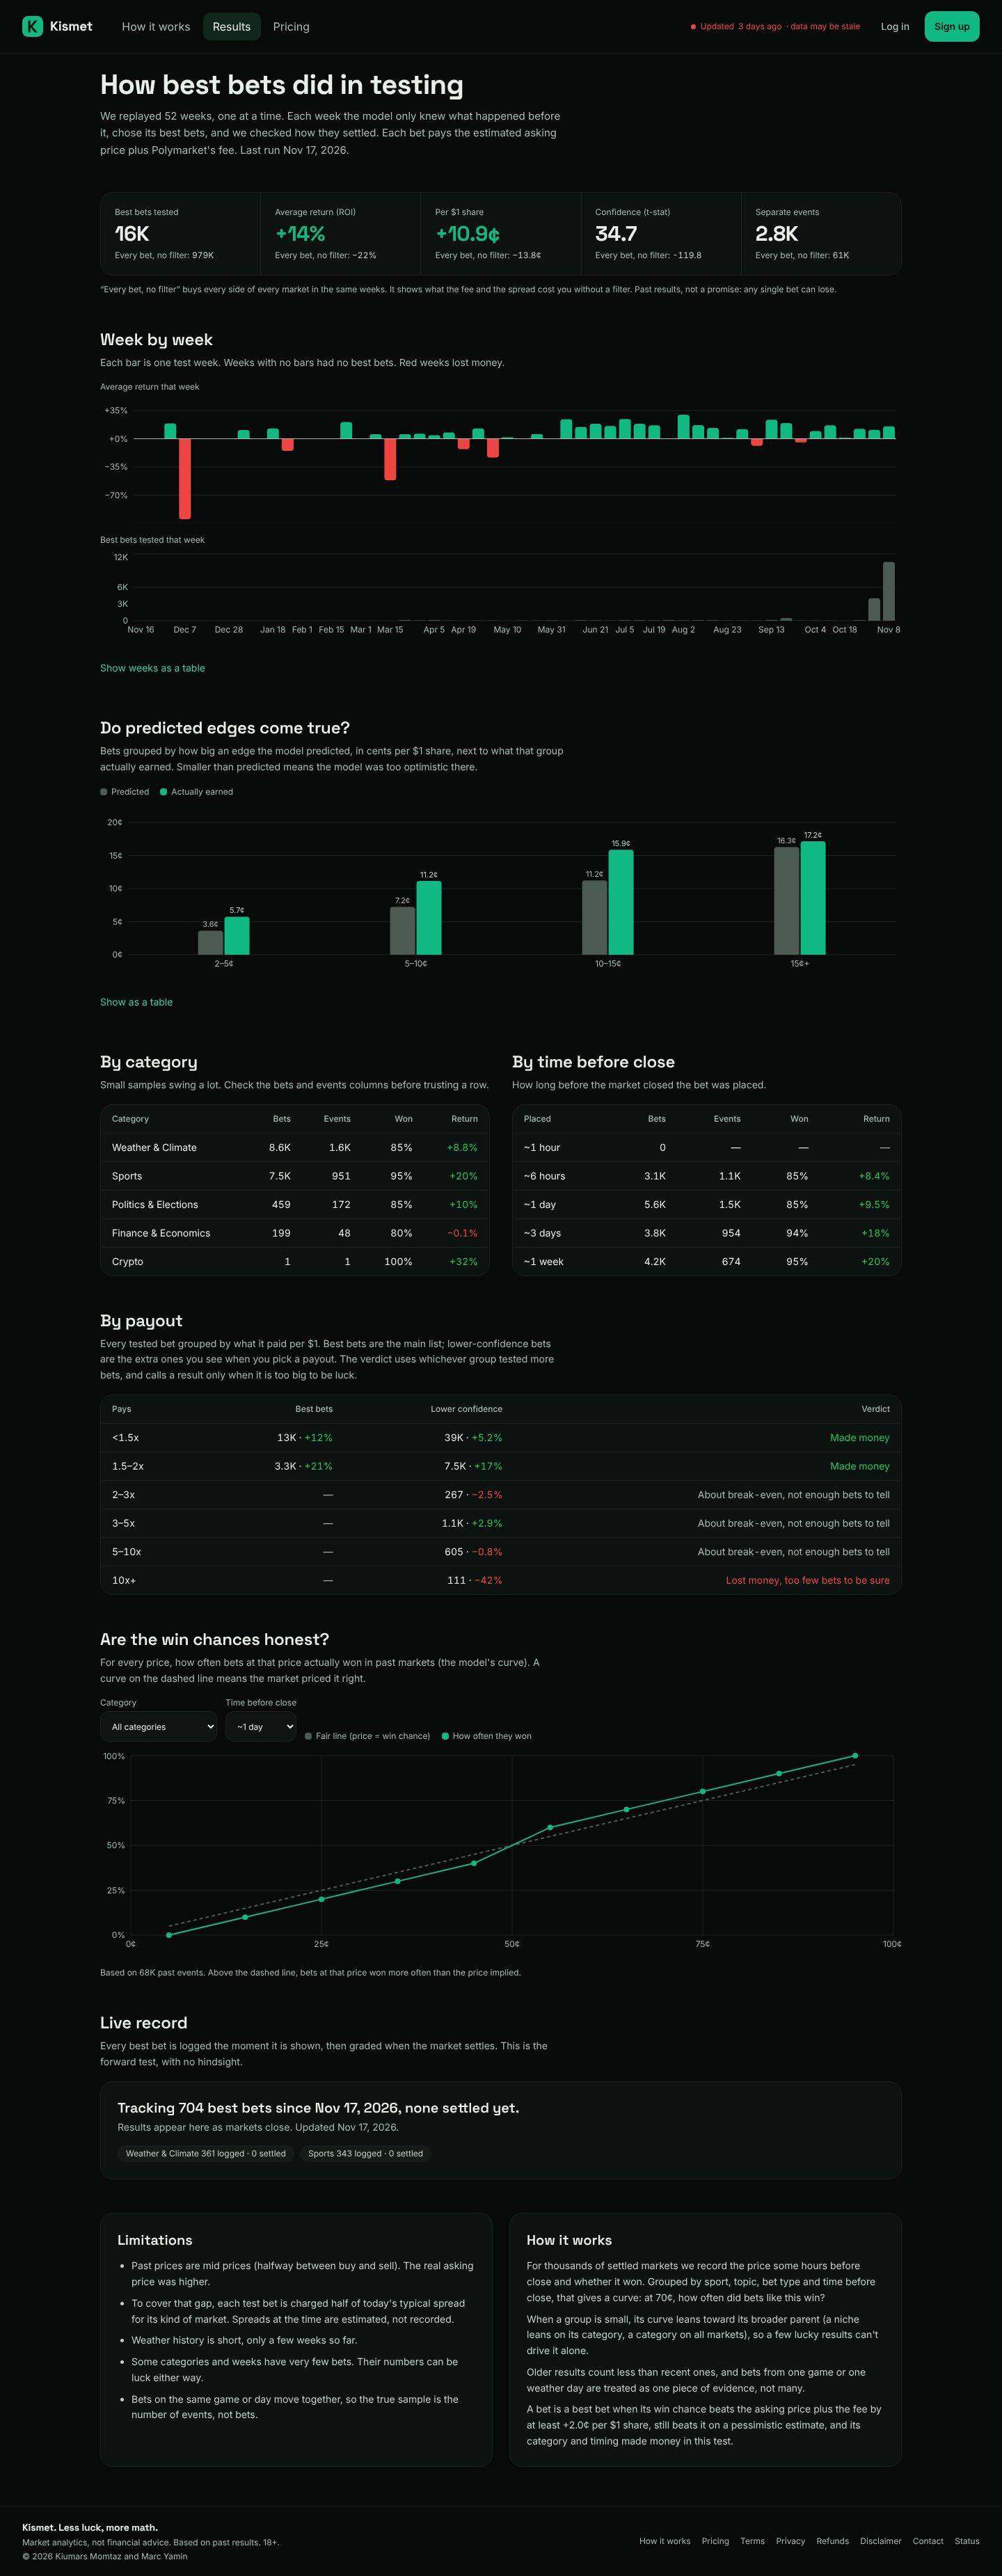 K Kismet How it works Results Pricing Updated 3 days ago · data may be stale Log in Sign up
How best bets did in testing
We replayed 52 weeks, one at a time. Each week the model only knew what happened before
it, chose its best bets, and we checked how they settled. Each bet pays the estimated asking
price plus Polymarket's fee. Last run Nov 17, 2026.
Best bets tested Average return (ROI) Per $1 share Confidence (t-stat) Separate events
16K +14% +10.9¢ 34.7 2.8K
Every bet, no filter: 979K Every bet, no filter: −22% Every bet, no filter: −13.8¢ Every bet, no filter: -119.8 Every bet, no filter: 61K
“Every bet, no filter” buys every side of every market in the same weeks. It shows what the fee and the spread cost you without a filter. Past results, not a promise: any single bet can lose.
Week by week
Each bar is one test week. Weeks with no bars had no best bets. Red weeks lost money.
Average return that week
+35%
+0%
−35%
−70%
Best bets tested that week
12K
6K
3K
0
Nov 16 Dec 7 Dec 28 Jan 18 Feb 1 Feb 15 Mar 1 Mar 15 Apr 5 Apr 19 May 10 May 31 Jun 21 Jul 5 Jul 19 Aug 2 Aug 23 Sep 13 Oct 4 Oct 18 Nov 8
Show weeks as a table
Do predicted edges come true?
Bets grouped by how big an edge the model predicted, in cents per $1 share, next to what that group
actually earned. Smaller than predicted means the model was too optimistic there.
Predicted Actually earned
20¢
15¢
10¢
5¢
0¢
3.6¢ 5.7¢ 7.2¢ 11.2¢ 11.2¢ 15.9¢ 16.3¢ 17.2¢
2–5¢ 5–10¢ 10–15¢ 15¢+
Show as a table
By category
Small samples swing a lot. Check the bets and events columns before trusting a row.
Category Bets Events Won Return
Weather & Climate 8.6K 1.6K 85% +8.8%
Sports 7.5K 951 95% +20%
Politics & Elections 459 172 85% +10%
Finance & Economics 199 48 80% −0.1%
Crypto 1 1 100% +32%
By time before close
How long before the market closed the bet was placed.
Placed Bets Events Won Return
~1 hour 0 — — —
~6 hours 3.1K 1.1K 85% +8.4%
~1 day 5.6K 1.5K 85% +9.5%
~3 days 3.8K 954 94% +18%
~1 week 4.2K 674 95% +20%
By payout
Every tested bet grouped by what it paid per $1. Best bets are the main list; lower-confidence bets
are the extra ones you see when you pick a payout. The verdict uses whichever group tested more
bets, and calls a result only when it is too big to be luck.
Pays Best bets Lower confidence Verdict
<1.5x 13K · +12% 39K · +5.2% Made money
1.5–2x 3.3K · +21% 7.5K · +17% Made money
2–3x — 267 · −2.5% About break-even, not enough bets to tell
3–5x — 1.1K · +2.9% About break-even, not enough bets to tell
5–10x — 605 · −0.8% About break-even, not enough bets to tell
10x+ — 111 · −42% Lost money, too few bets to be sure
Are the win chances honest?
For every price, how often bets at that price actually won in past markets (the model's curve). A
curve on the dashed line means the market priced it right.
Category Time before close
All categories ~1 day Fair line (price = win chance) How often they won
100%
75%
50%
25%
0%
0¢ 25¢ 50¢ 75¢ 100¢
Based on 68K past events. Above the dashed line, bets at that price won more often than the price implied.
Live record
Every best bet is logged the moment it is shown, then graded when the market settles. This is the
forward test, with no hindsight.
Tracking 704 best bets since Nov 17, 2026, none settled yet.
Results appear here as markets close. Updated Nov 17, 2026.
Weather & Climate 361 logged · 0 settled Sports 343 logged · 0 settled
Limitations
• Past prices are mid prices (halfway between buy and sell). The real asking
price was higher.
• To cover that gap, each test bet is charged half of today's typical spread
for its kind of market. Spreads at the time are estimated, not recorded.
• Weather history is short, only a few weeks so far.
• Some categories and weeks have very few bets. Their numbers can be
luck either way.
• Bets on the same game or day move together, so the true sample is the
number of events, not bets.
How it works
For thousands of settled markets we record the price some hours before
close and whether it won. Grouped by sport, topic, bet type and time before
close, that gives a curve: at 70¢, how often did bets like this win?
When a group is small, its curve leans toward its broader parent (a niche
leans on its category, a category on all markets), so a few lucky results can't
drive it alone.
Older results count less than recent ones, and bets from one game or one
weather day are treated as one piece of evidence, not many.
A bet is a best bet when its win chance beats the asking price plus the fee by
at least +2.0¢ per $1 share, still beats it on a pessimistic estimate, and its
category and timing made money in this test.
Kismet. Less luck, more math.
Market analytics, not financial advice. Based on past results. 18+.
© 2026 Kiumars Momtaz and Marc Yamin
How it works Pricing Terms Privacy Refunds Disclaimer Contact Status